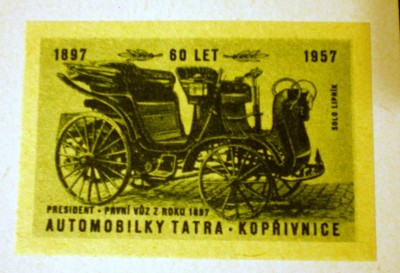 1897 60 LET 1957
SOLO LIPNÍK
PRESIDENT · PRVNÍ VŮZ Z ROKU 1897
AUTOMOBILKY TATRA · KOPŘIVNICE